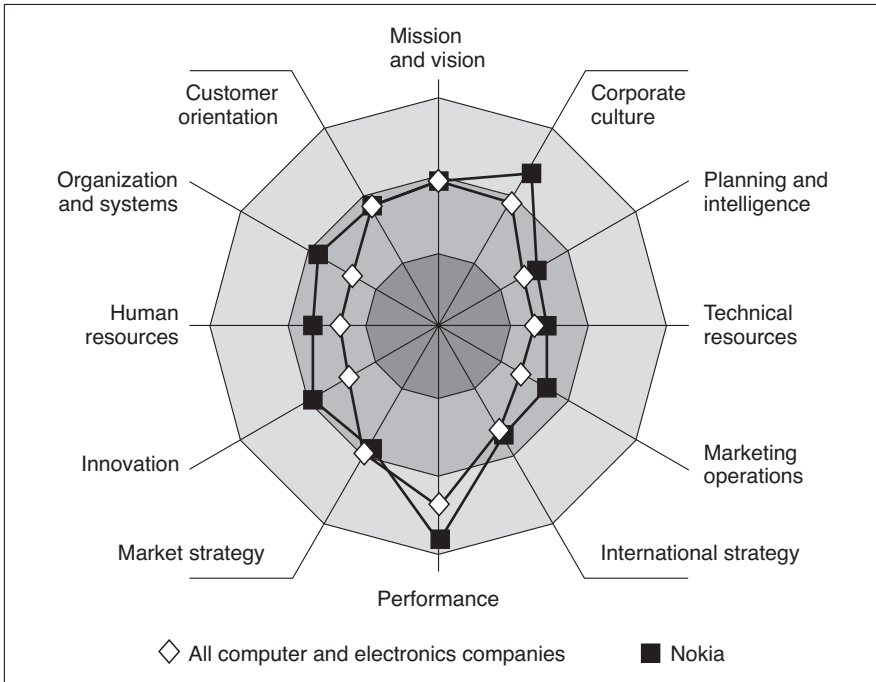 Mission
and vision
Customer
orientation
Corporate
culture
Organization
and systems
Planning and
intelligence
Human
resources
Technical
resources
Innovation
Marketing
operations
Market strategy
International strategy
Performance
All computer and electronics companies
Nokia